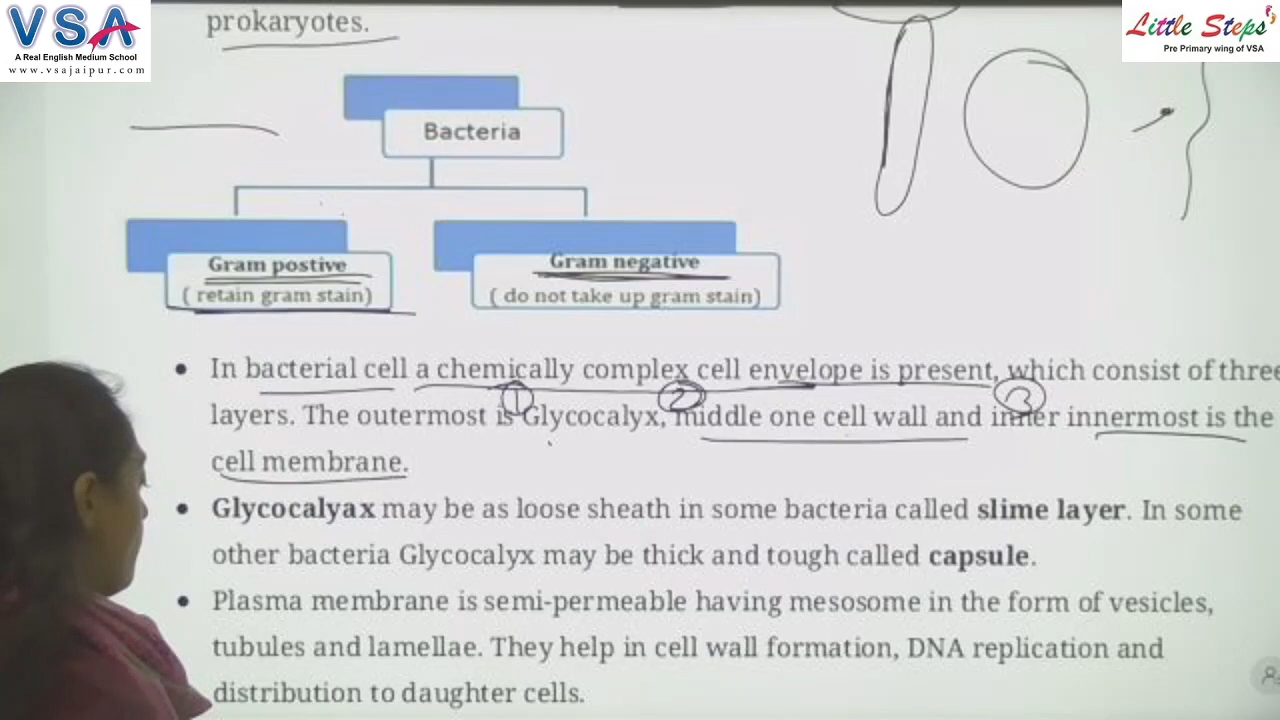 VSA
A Real English Medium School
www.vsajaipur.com
Little Steps
Pre Primary wing of VSA
prokaryotes.
Bacteria
Gram postive
( retain gram stain)
Gram negative
( do not take up gram stain)
• In bacterial cell a chemically complex cell envelope is present, which consist of three
1 2 3
layers. The outermost is Glycocalyx, middle one cell wall and inner innermost is the
cell membrane.
• Glycocalyax may be as loose sheath in some bacteria called slime layer. In some
other bacteria Glycocalyx may be thick and tough called capsule.
• Plasma membrane is semi-permeable having mesosome in the form of vesicles,
tubules and lamellae. They help in cell wall formation, DNA replication and
distribution to daughter cells.